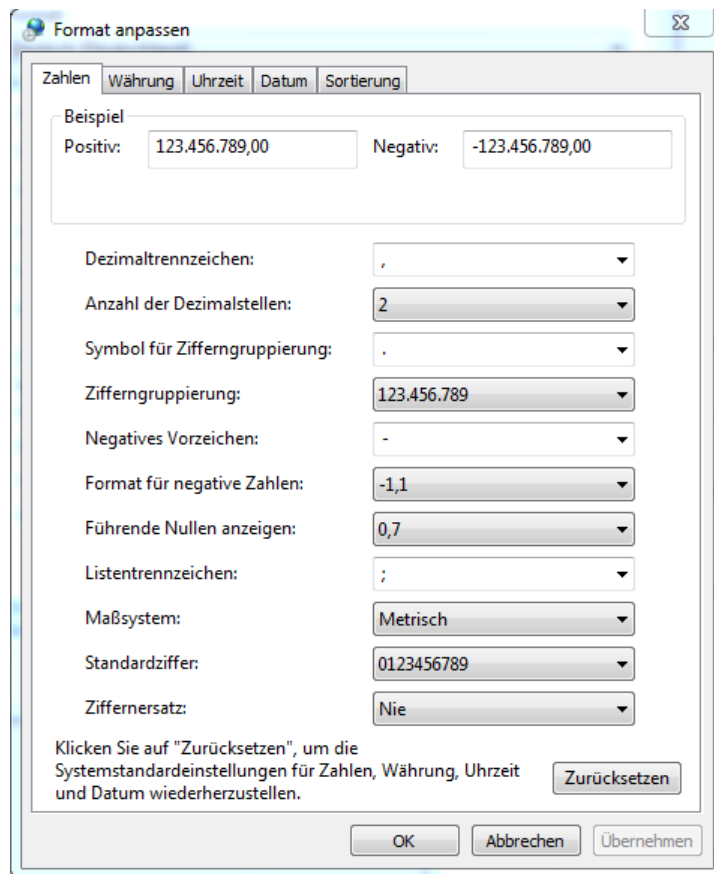 Format anpassen
Zahlen Währung Uhrzeit Datum Sortierung
Beispiel
Positiv: 123.456.789,00 Negativ: -123.456.789,00
Dezimaltrennzeichen: ,
Anzahl der Dezimalstellen: 2
Symbol für Zifferngruppierung: .
Zifferngruppierung: 123.456.789
Negatives Vorzeichen: -
Format für negative Zahlen: -1,1
Führende Nullen anzeigen: 0,7
Listentrennzeichen: ;
Maßsystem: Metrisch
Standardziffer: 0123456789
Ziffernersatz: Nie
Klicken Sie auf "Zurücksetzen", um die
Systemstandardeinstellungen für Zahlen, Währung, Uhrzeit
und Datum wiederherzustellen.
Zurücksetzen
OK Abbrechen Übernehmen